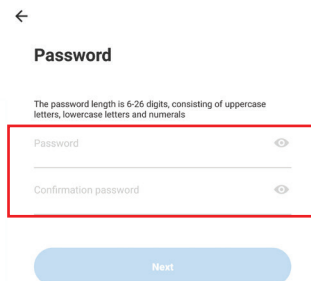 Password
The password length is 6-26 digits, consisting of uppercase
letters, lowercase letters and numerals
Password
Confirmation password
Next